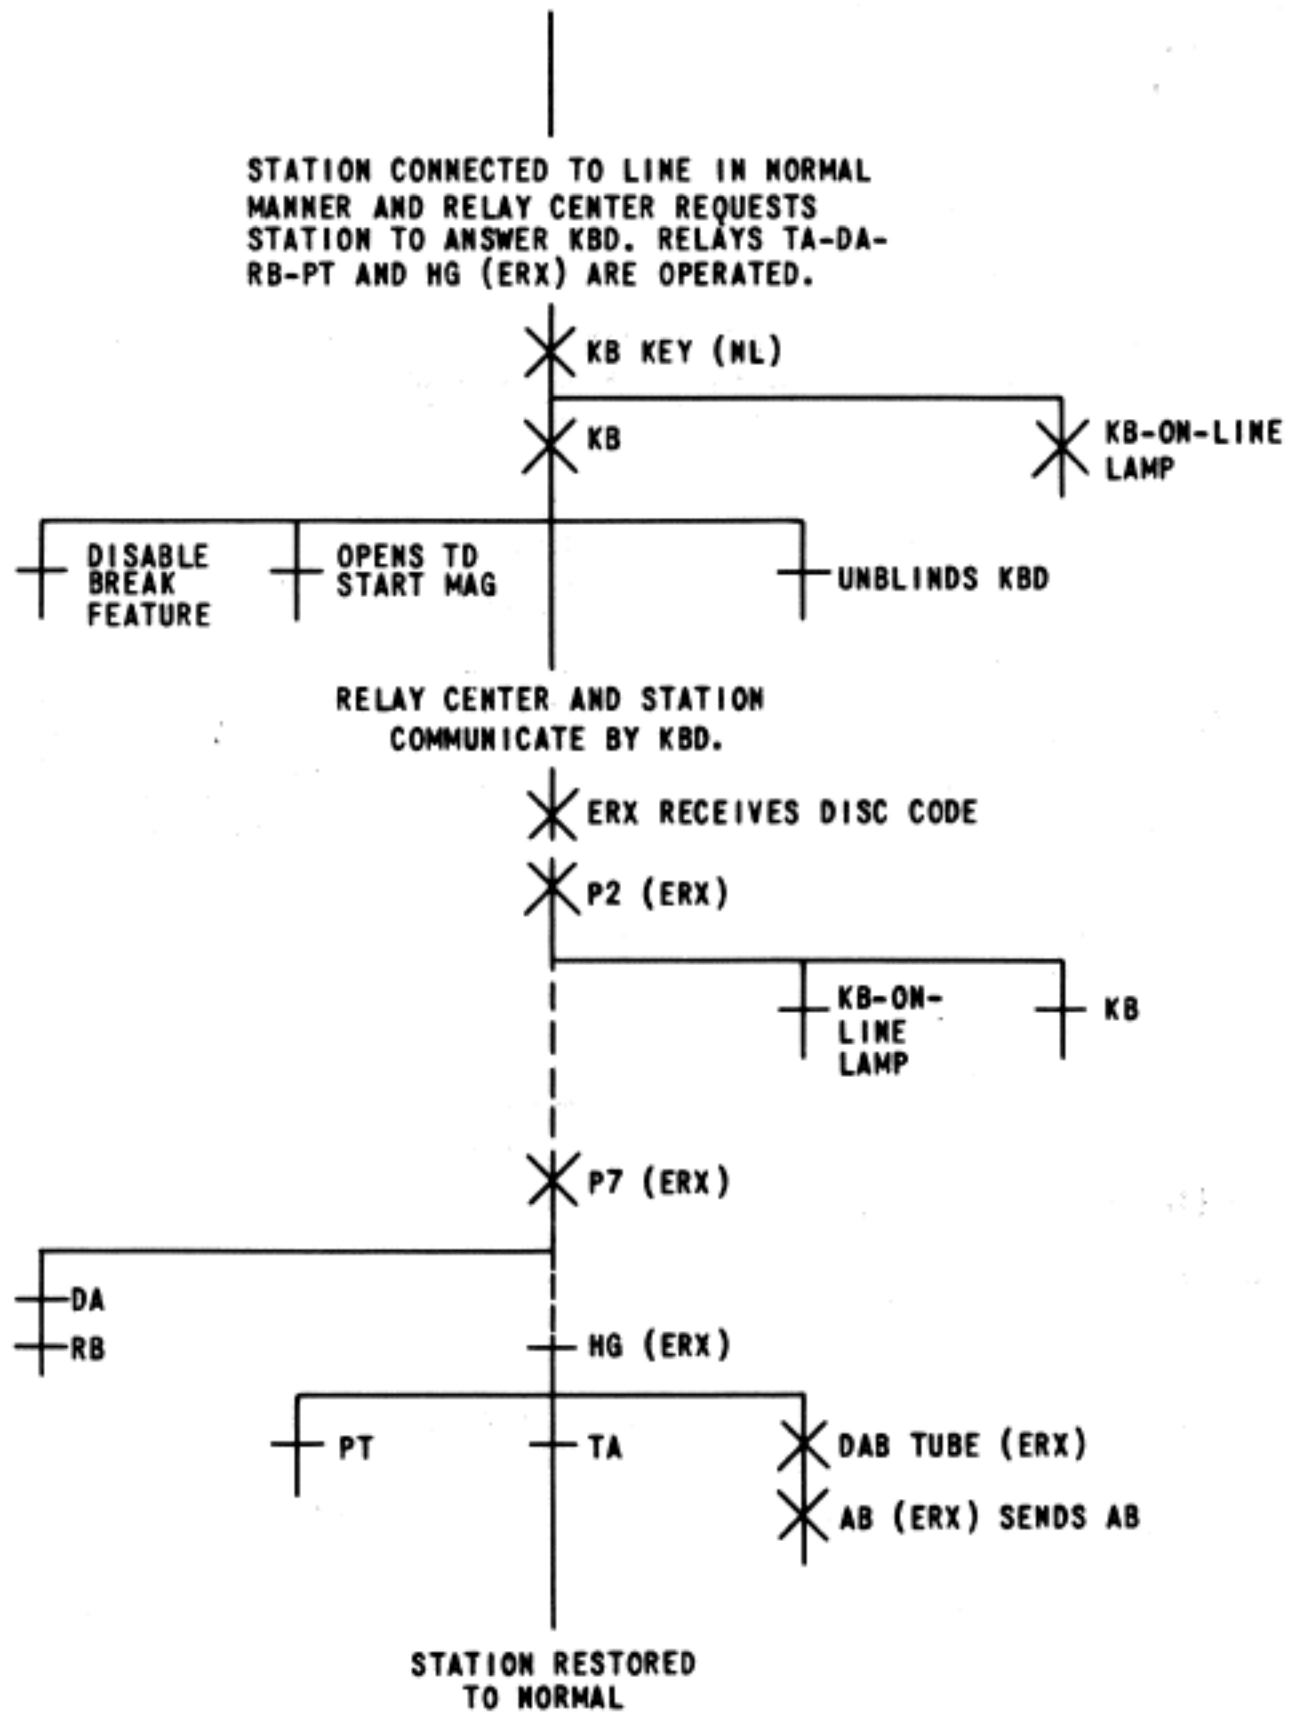 STATION CONNECTED TO LINE IN NORMAL
MANNER AND RELAY CENTER REQUESTS
STATION TO ANSWER KBD. RELAYS TA-DA-
RB-PT AND HG (ERX) ARE OPERATED.
KB KEY (NL)
KB
KB-ON-LINE
LAMP
DISABLE
BREAK
FEATURE
OPENS TD
START MAG
UNBLINDS KBD
RELAY CENTER AND STATION
COMMUNICATE BY KBD.
ERX RECEIVES DISC CODE
P2 (ERX)
KB-ON-
LINE
LAMP
KB
P7 (ERX)
DA
RB
HG (ERX)
PT
TA
DAB TUBE (ERX)
AB (ERX) SENDS AB
STATION RESTORED
TO NORMAL